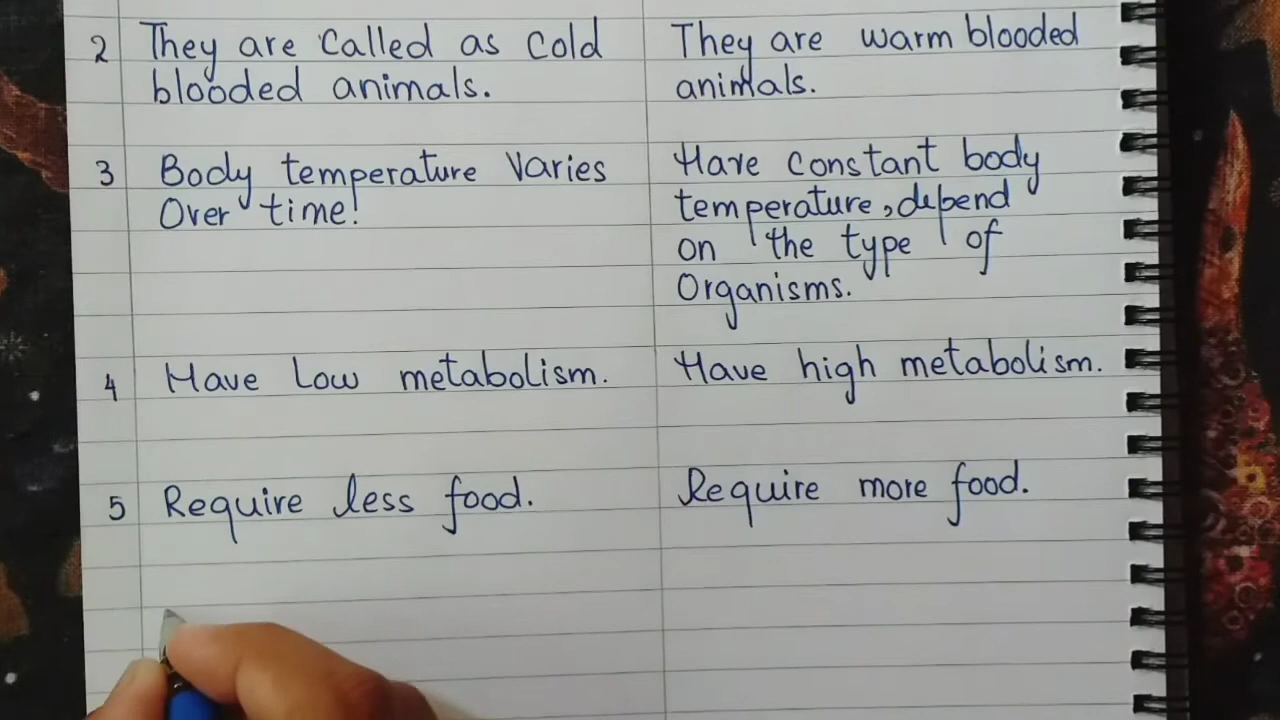 2 They are called as cold
blooded animals.
They are warm blooded
animals.
3 Body temperature varies
Over time!
Have constant body
temperature, depend
on the type of
Organisms.
4 Have Low metabolism.
Have high metabolism.
5 Require less food.
Require more food.